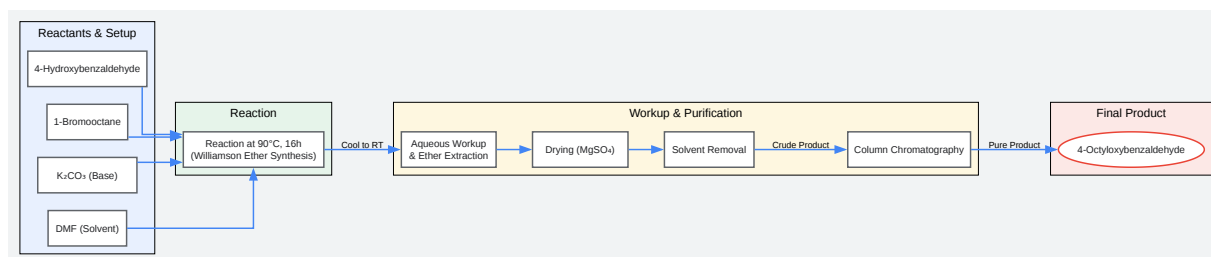 Reactants & Setup
4-Hydroxybenzaldehyde
1-Bromooctane
K₂CO₃ (Base)
DMF (Solvent)
Reaction
Reaction at 90°C, 16h
(Williamson Ether Synthesis)
Cool to RT
Workup & Purification
Aqueous Workup
& Ether Extraction
Drying (MgSO₄)
Solvent Removal
Crude Product
Column Chromatography
Pure Product
Final Product
4-Octyloxybenzaldehyde